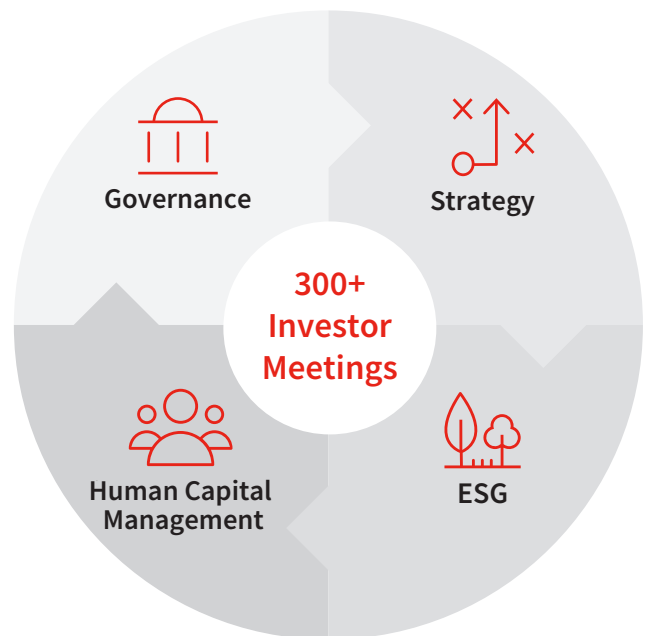 Governance
Strategy
300+
Investor
Meetings
Human Capital
Management
ESG